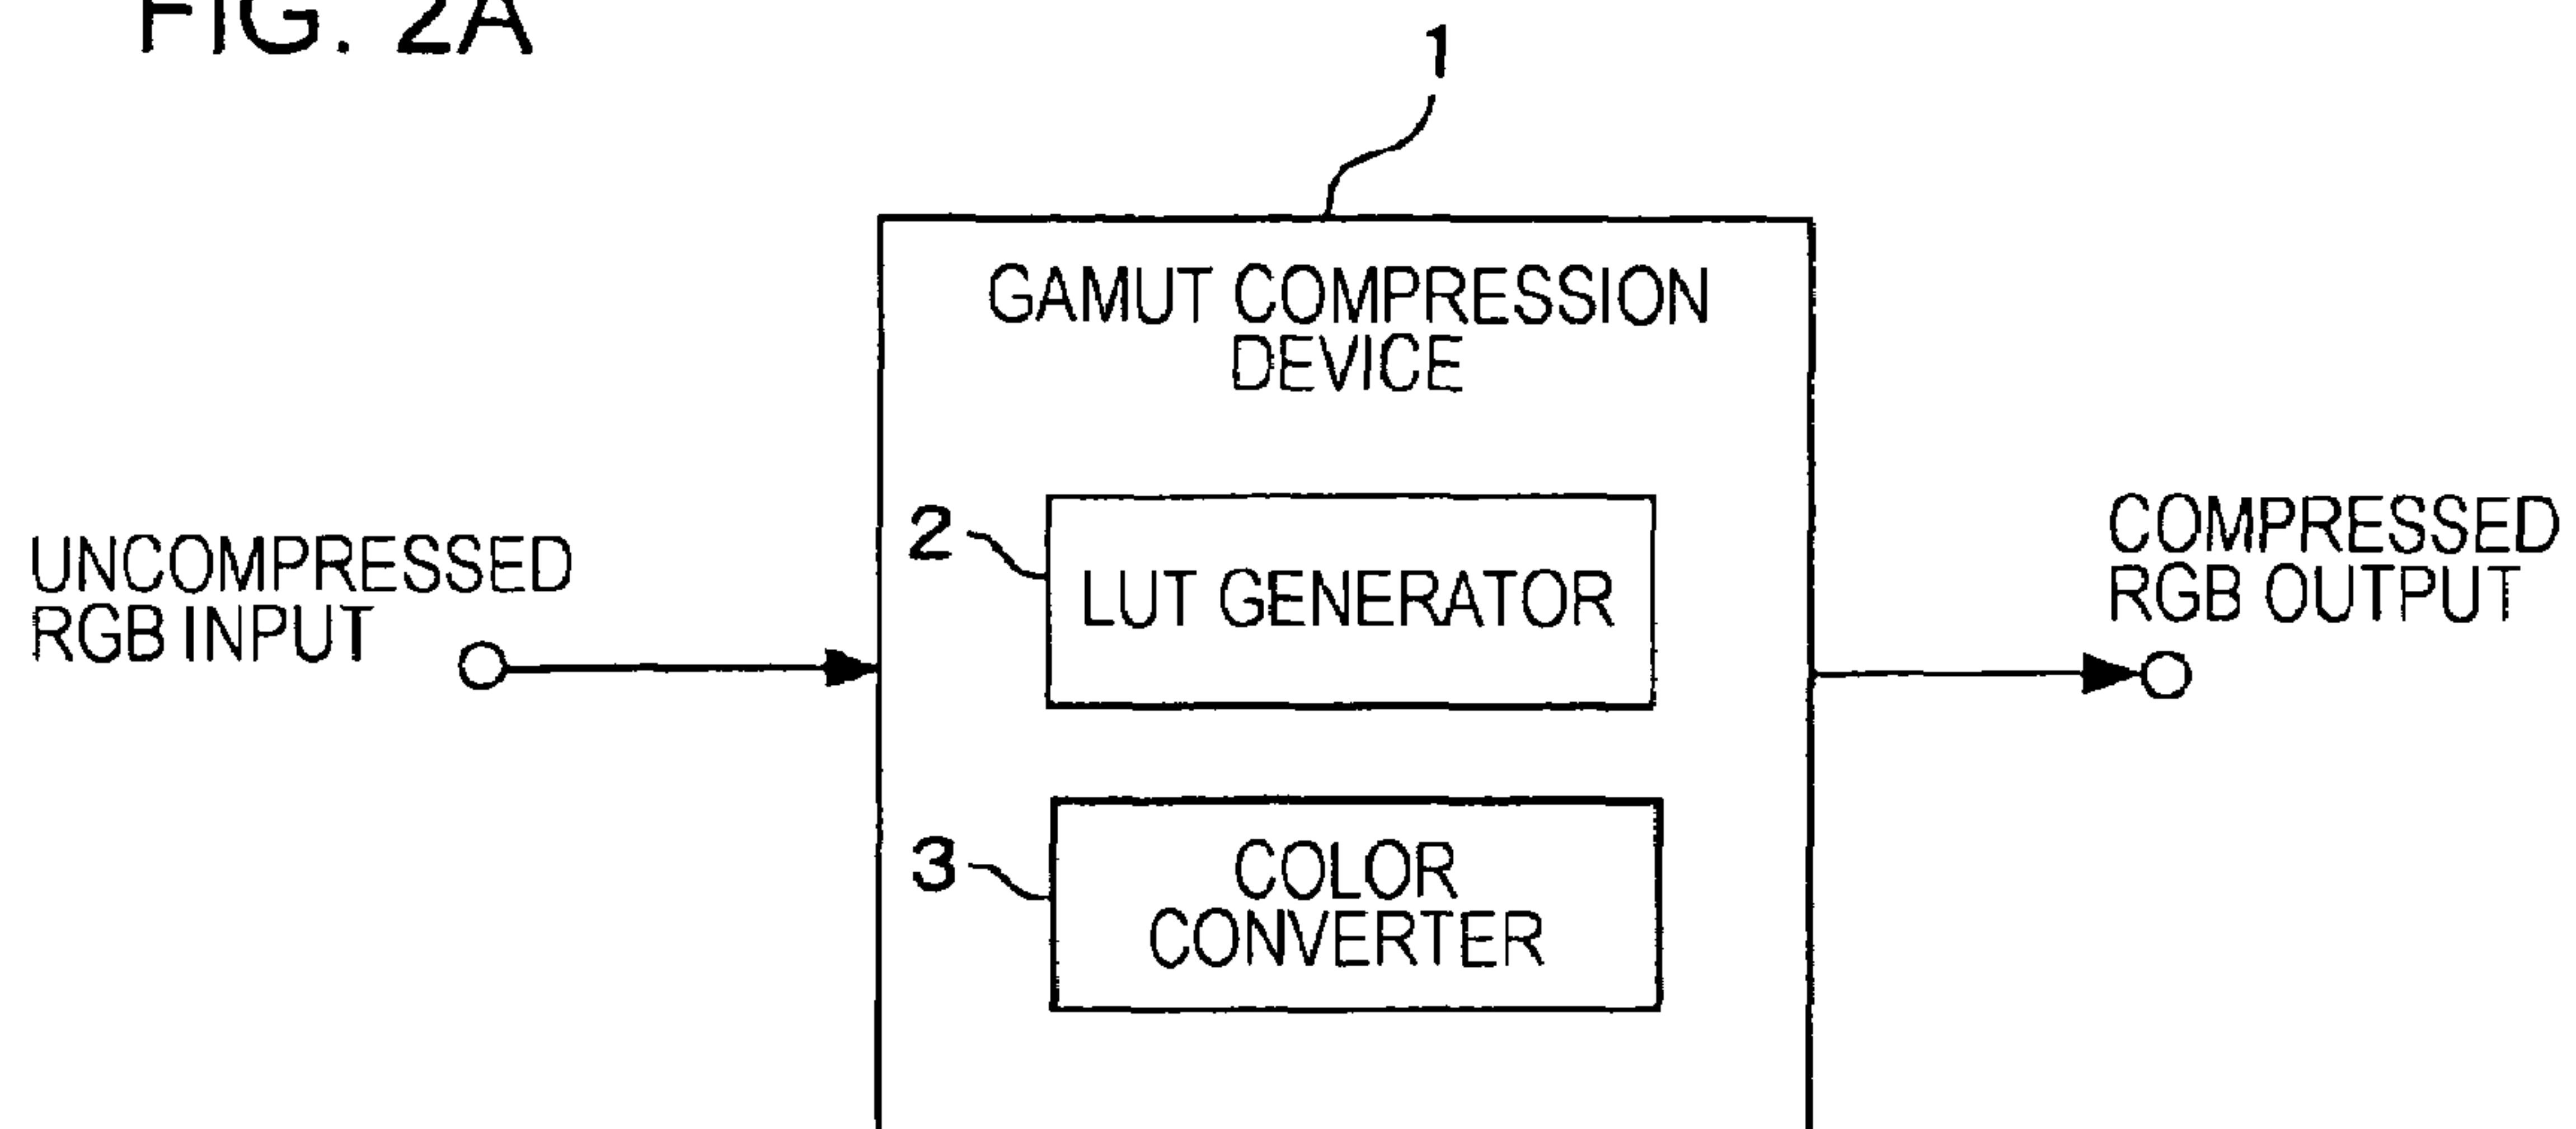 FIG. 2A
1
GAMUT COMPRESSION
DEVICE
2
LUT GENERATOR
UNCOMPRESSED
RGB INPUT
COMPRESSED
RGB OUTPUT
3
COLOR
CONVERTER